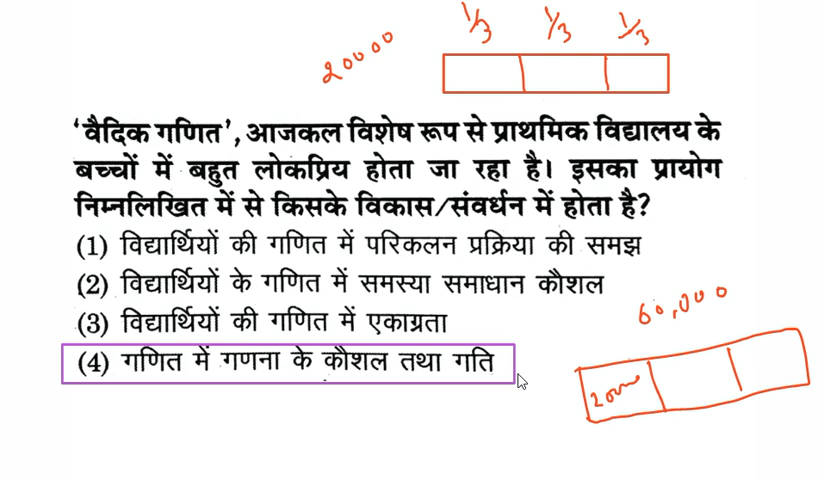 1/3 1/3 1/3
20000
'वैदिक गणित', आजकल विशेष रूप से प्राथमिक विद्यालय के
बच्चों में बहुत लोकप्रिय होता जा रहा है। इसका प्रायोग
निम्नलिखित में से किसके विकास/संवर्धन में होता है?
(1) विद्यार्थियों की गणित में परिकलन प्रक्रिया की समझ
(2) विद्यार्थियों के गणित में समस्या समाधान कौशल
(3) विद्यार्थियों की गणित में एकाग्रता
(4) गणित में गणना के कौशल तथा गति
60,000